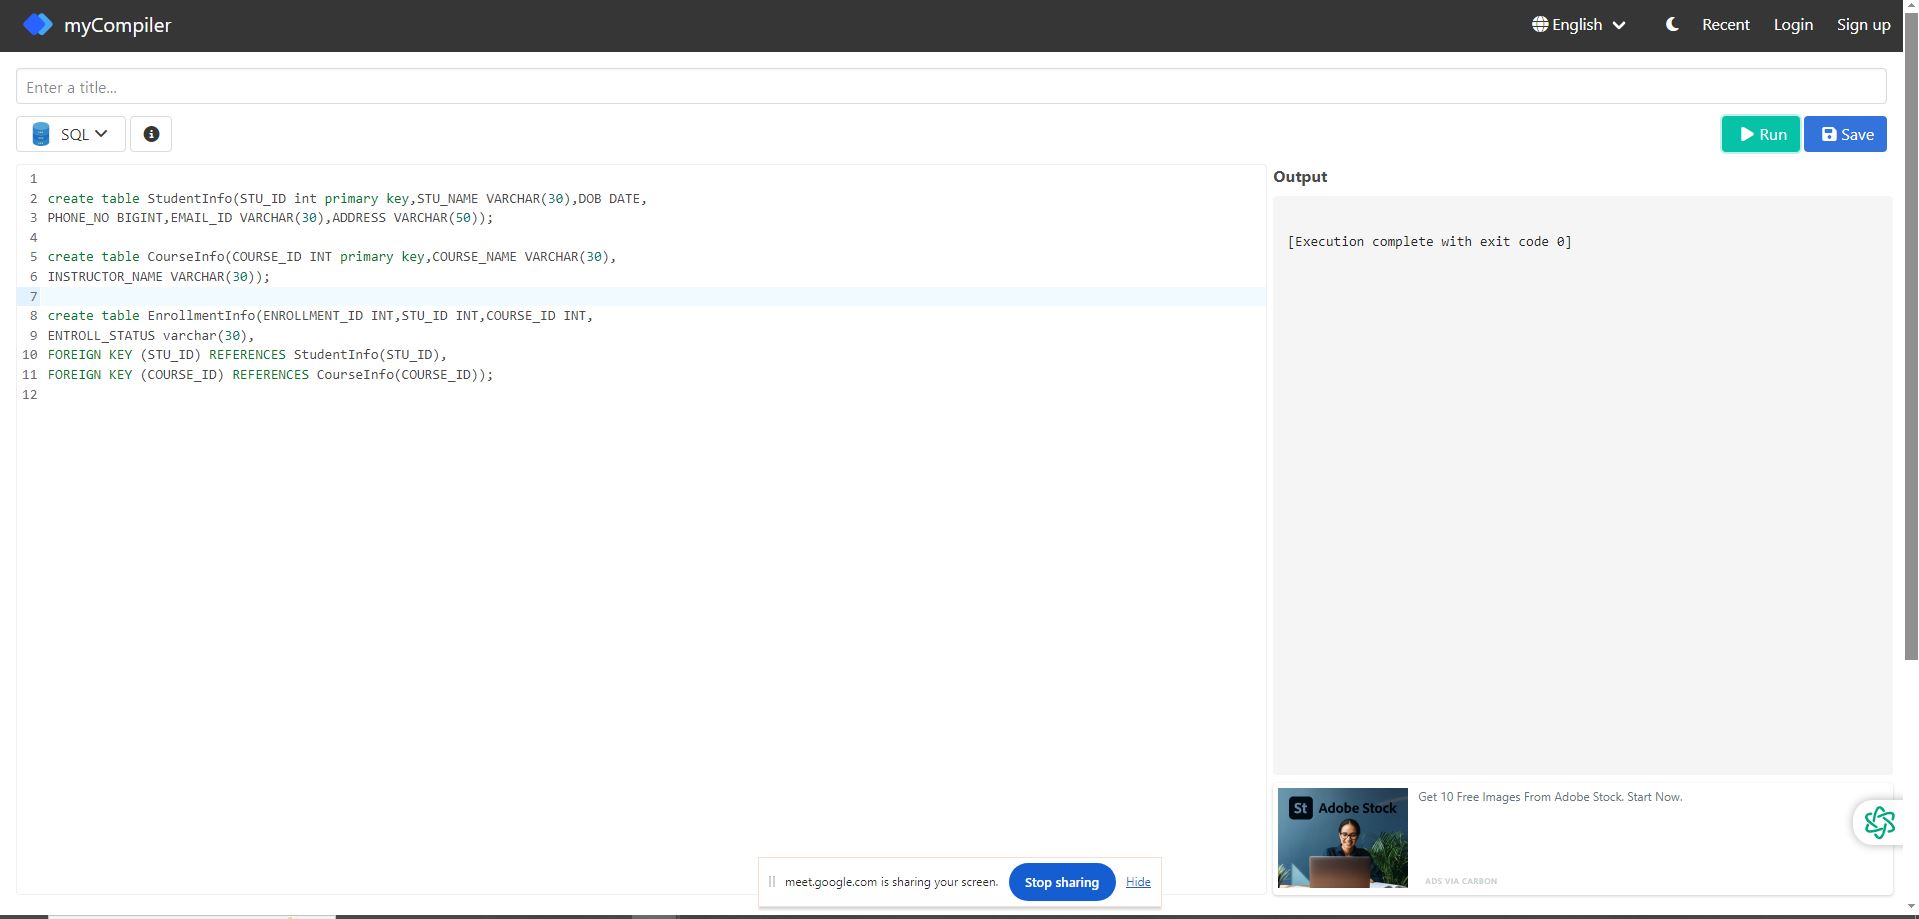 myCompiler
English
Recent
Login
Sign up
Enter a title...
SQL
Run
Save
1
2 create table StudentInfo(STU_ID int primary key,STU_NAME VARCHAR(30),DOB DATE,
3 PHONE_NO BIGINT,EMAIL_ID VARCHAR(30),ADDRESS VARCHAR(50));
4
5 create table CourseInfo(COURSE_ID INT primary key,COURSE_NAME VARCHAR(30),
6 INSTRUCTOR_NAME VARCHAR(30));
7
8 create table EnrollmentInfo(ENROLLMENT_ID INT,STU_ID INT,COURSE_ID INT,
9 ENTROLL_STATUS varchar(30),
10 FOREIGN KEY (STU_ID) REFERENCES StudentInfo(STU_ID),
11 FOREIGN KEY (COURSE_ID) REFERENCES CourseInfo(COURSE_ID));
12
Output
[Execution complete with exit code 0]
St Adobe Stock
Get 10 Free Images From Adobe Stock. Start Now.
ADS VIA CARBON
meet.google.com is sharing your screen.
Stop sharing
Hide